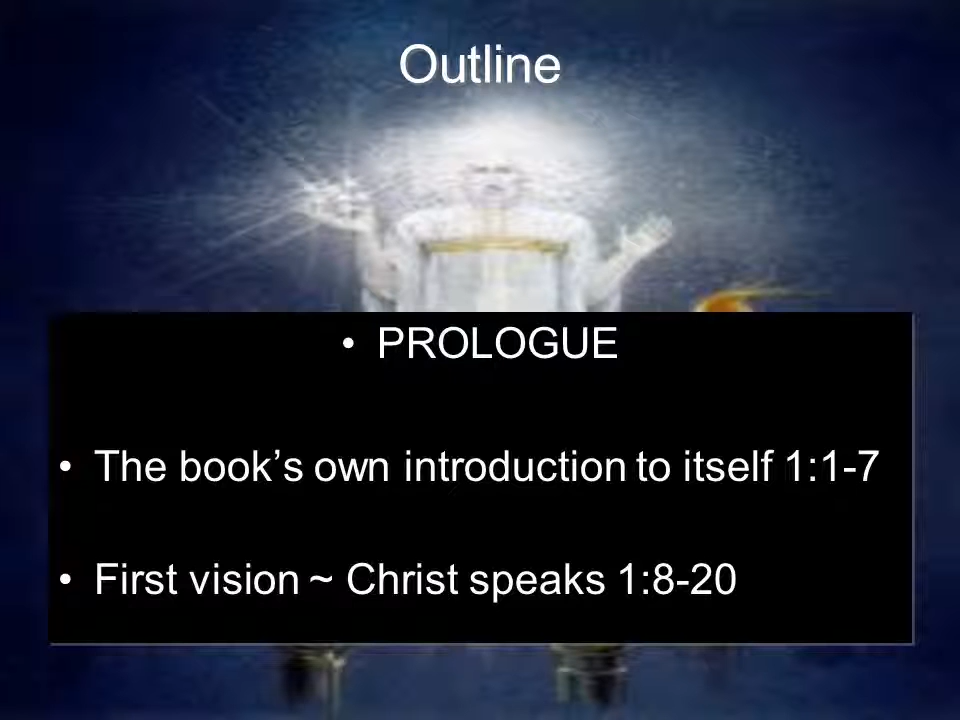 Outline
• PROLOGUE
• The book’s own introduction to itself 1:1-7
• First vision ~ Christ speaks 1:8-20